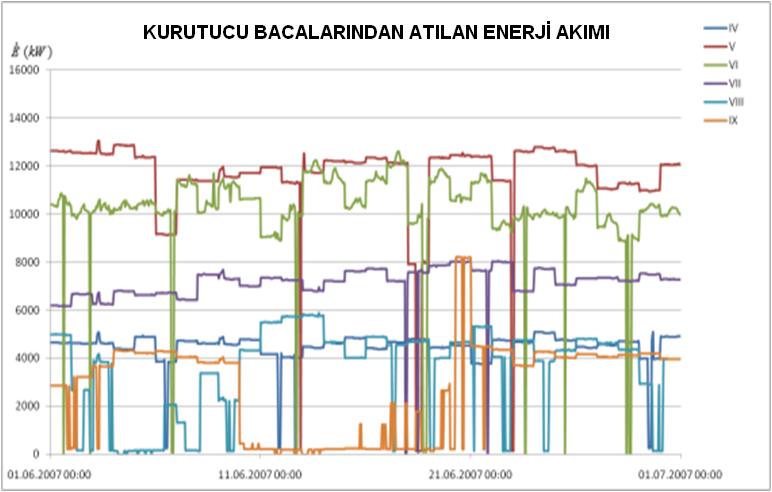 KURUTUCU BACALARINDAN ATILAN ENERJİ AKIMI
Ė (kW)
IV
V
VI
VII
VIII
IX
16000
14000
12000
10000
8000
6000
4000
2000
0
01.06.2007 00:00
11.06.2007 00:00
21.06.2007 00:00
01.07.2007 00:00